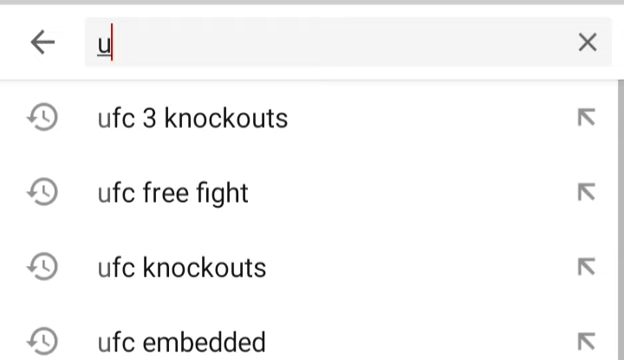 u
ufc 3 knockouts
ufc free fight
ufc knockouts
ufc embedded